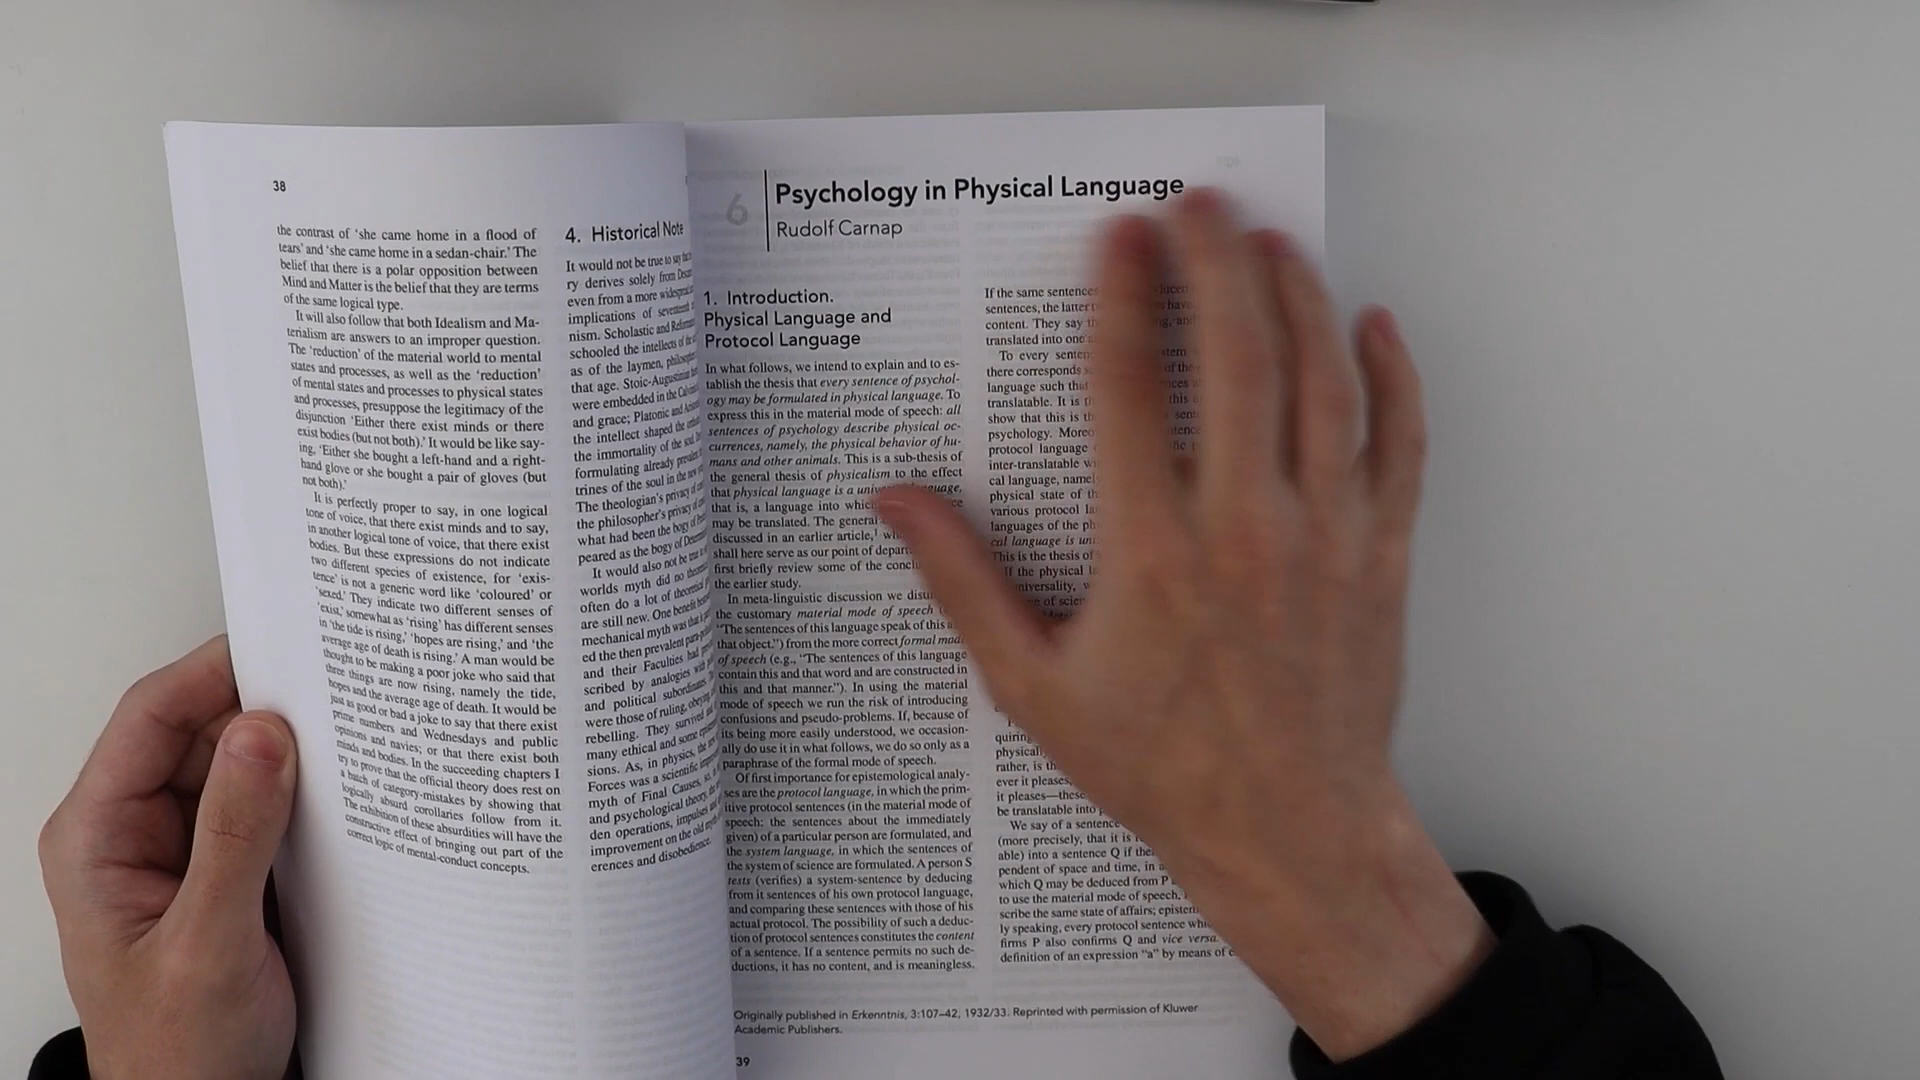 38
the contrast of 'she came home in a flood of
tears' and 'she came home in a sedan-chair.' The
belief that there is a polar opposition between
Mind and Matter is the belief that they are terms
of the same logical type.
It will also follow that both Idealism and Ma-
terialism are answers to an improper question.
The 'reduction' of the material world to mental
states and processes, as well as the 'reduction'
of mental states and processes to physical states
and processes, presuppose the legitimacy of the
disjunction 'Either there exist minds or there
exist bodies (but not both).' It would be like say-
ing, 'Either she bought a left-hand and a right-
hand glove or she bought a pair of gloves (but
not both).'
It is perfectly proper to say, in one logical
tone of voice, that there exist minds and to say,
in another logical tone of voice, that there exist
bodies. But these expressions do not indicate
two different species of existence, for 'exis-
tence' is not a generic word like 'coloured' or
'sexed.' They indicate two different senses of
'exist,' somewhat as 'rising' has different senses
in 'the tide is rising,' 'hopes are rising,' and 'the
average age of death is rising.' A man would be
thought to be making a poor joke who said that
three things are now rising, namely the tide,
hopes and the average age of death. It would be
just as good or bad a joke to say that there exist
prime numbers and Wednesdays and public
opinions and navies; or that there exist both
minds and bodies. In the succeeding chapters I
try to prove that the official theory does rest on
a batch of category-mistakes by showing that
logically absurd corollaries follow from it.
The exhibition of these absurdities will have the
constructive effect of bringing out part of the
correct logic of mental-conduct concepts.
4. Historical Note
It would not be true to say
ry derives solely from
even from a more widespread
implications of seventeenth
nism. Scholastic and
schooled the intellects of the
as of the laymen,
that age. Stoic-Augustinian
were embedded in the
and grace; Platonic and
the intellect shaped the
the immortality of the soul
formulating already
trines of the soul in the new
The theologian's privacy of
the philosopher's privacy of
what had been the bogy of
peared as the bogy of
It would also not be true
worlds myth did no
often do a lot of theoretical
are still new. One benefit
mechanical myth was that
ed the then prevalent
and their Faculties had
scribed by analogies
and political
were those of ruling, obeying
rebelling. They survived
many ethical and some
sions. As, in physics, the
Forces was a scientific
myth of Final Causes, so,
and psychological theory,
den operations, impulses
improvement on the old
erences and disobedience.
6
Psychology in Physical Language
Rudolf Carnap
1. Introduction.
Physical Language and
Protocol Language
In what follows, we intend to explain and to es-
tablish the thesis that every sentence of psychol-
ogy may be formulated in physical language. To
express this in the material mode of speech: all
sentences of psychology describe physical oc-
currences, namely, the physical behavior of hu-
mans and other animals. This is a sub-thesis of
the general thesis of physicalism to the effect
that physical language is a
that is, a language into
may be translated. The general
discussed in an earlier article,¹
shall here serve as our point of
first briefly review some of the
the earlier study.
In meta-linguistic discussion we
the customary material mode of speech
"The sentences of this language speak of this
that object.") from the more correct formal
of speech (e.g., "The sentences of this language
contain this and that word and are constructed in
this and that manner."). In using the material
mode of speech we run the risk of introducing
confusions and pseudo-problems. If, because of
its being more easily understood, we occasion-
ally do use it in what follows, we do so only as a
paraphrase of the formal mode of speech.
Of first importance for epistemological analy-
ses are the protocol language, in which the prim-
itive protocol sentences (in the material mode of
speech: the sentences about the immediately
given) of a particular person are formulated, and
the system language, in which the sentences of
the system of science are formulated. A person S
tests (verifies) a system-sentence by deducing
from it sentences of his own protocol language,
and comparing these sentences with those of his
actual protocol. The possibility of such a deduc-
tion of protocol sentences constitutes the content
of a sentence. If a sentence permits no such de-
ductions, it has no content, and is meaningless.
If the same sentences
sentences, the latter
content. They say
translated into one
To every
there corresponds
language such that
translatable. It is
show that this is
psychology.
protocol language
inter-translatable
cal language,
physical state of
various protocol
languages of the
cal language is
This is the thesis of
If the physical
of
physically
rather, is
ever it pleases,
it pleases—these
be translatable into
We say of a sentence
(more precisely, that it is
able) into a sentence Q if
pendent of space and time, in
which Q may be deduced from P
to use the material mode of speech,
scribe the same state of affairs;
ly speaking, every protocol sentence
firms P also confirms Q and vice versa.
definition of an expression "a" by means of
Originally published in Erkenntnis, 3:107–42, 1932/33. Reprinted with permission of Kluwer
Academic Publishers.
39